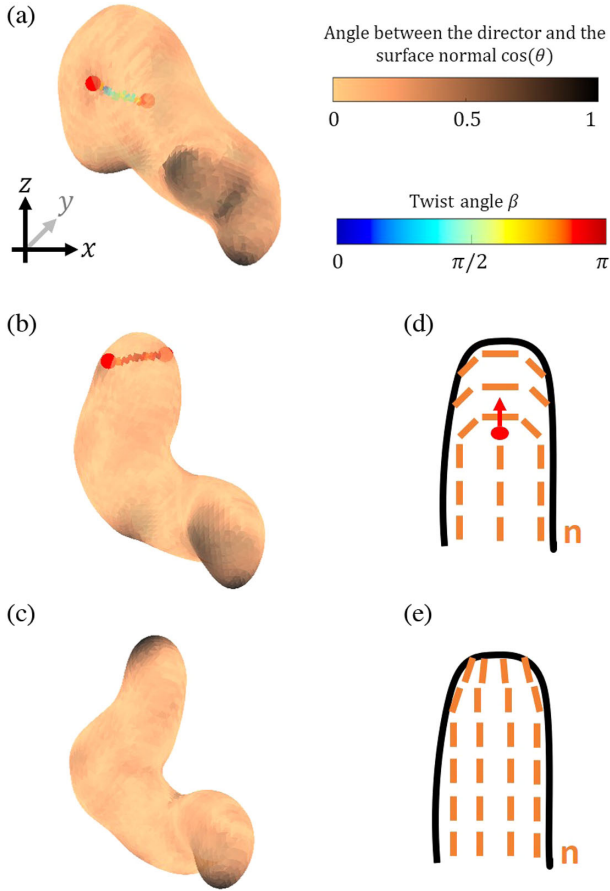 (a)
Angle between the director and the
surface normal cos(θ)
0 0.5 1
z
y
x
Twist angle β
0 π/2 π
(b)
(d)
n
(c)
(e)
n